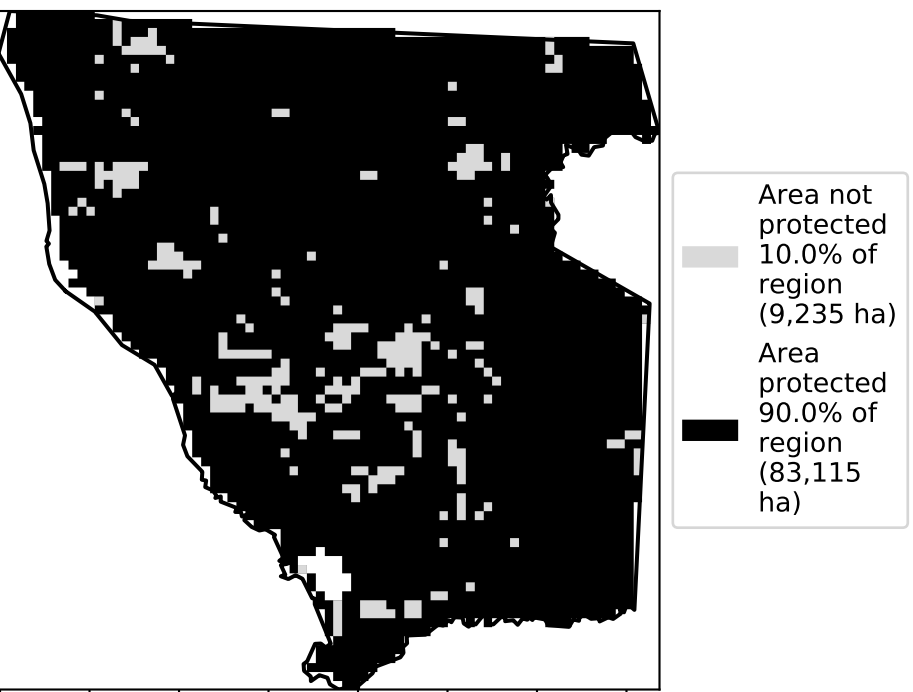 Area not
protected
10.0% of
region
(9,235 ha)
Area
protected
90.0% of
region
(83,115
ha)